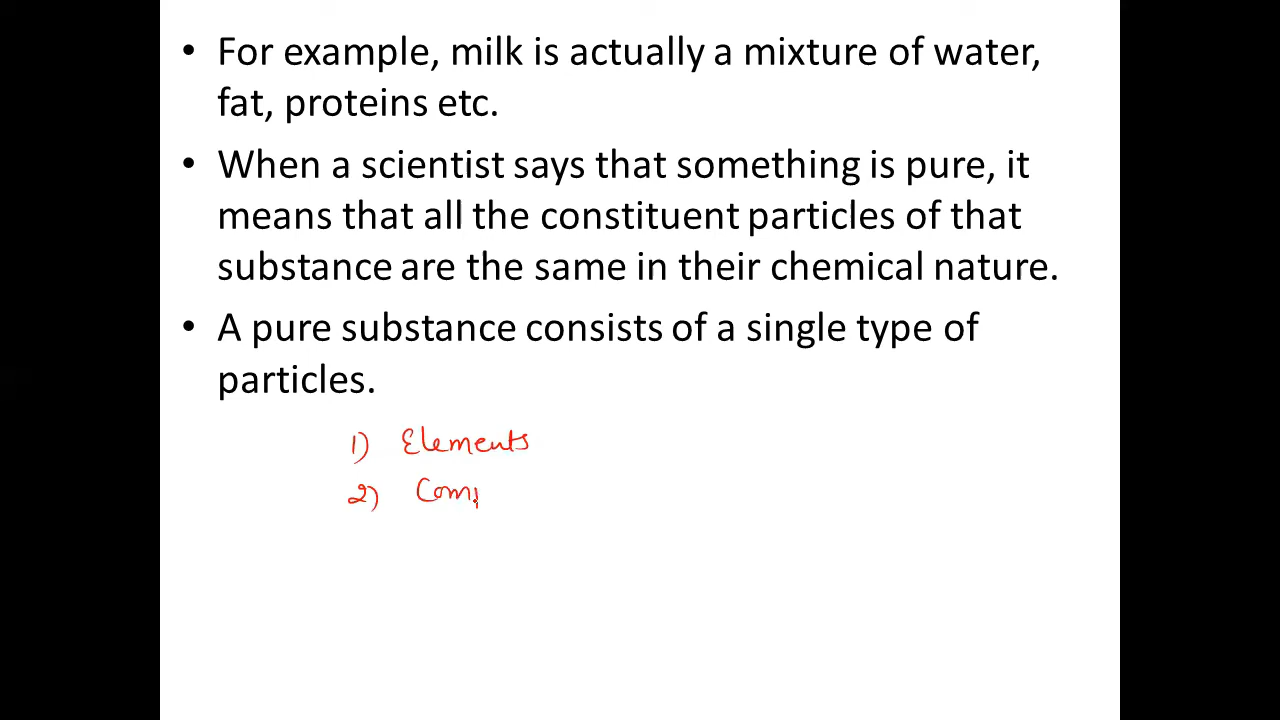 • For example, milk is actually a mixture of water,
fat, proteins etc.
• When a scientist says that something is pure, it
means that all the constituent particles of that
substance are the same in their chemical nature.
• A pure substance consists of a single type of
particles.
1) Elements
2) Comp